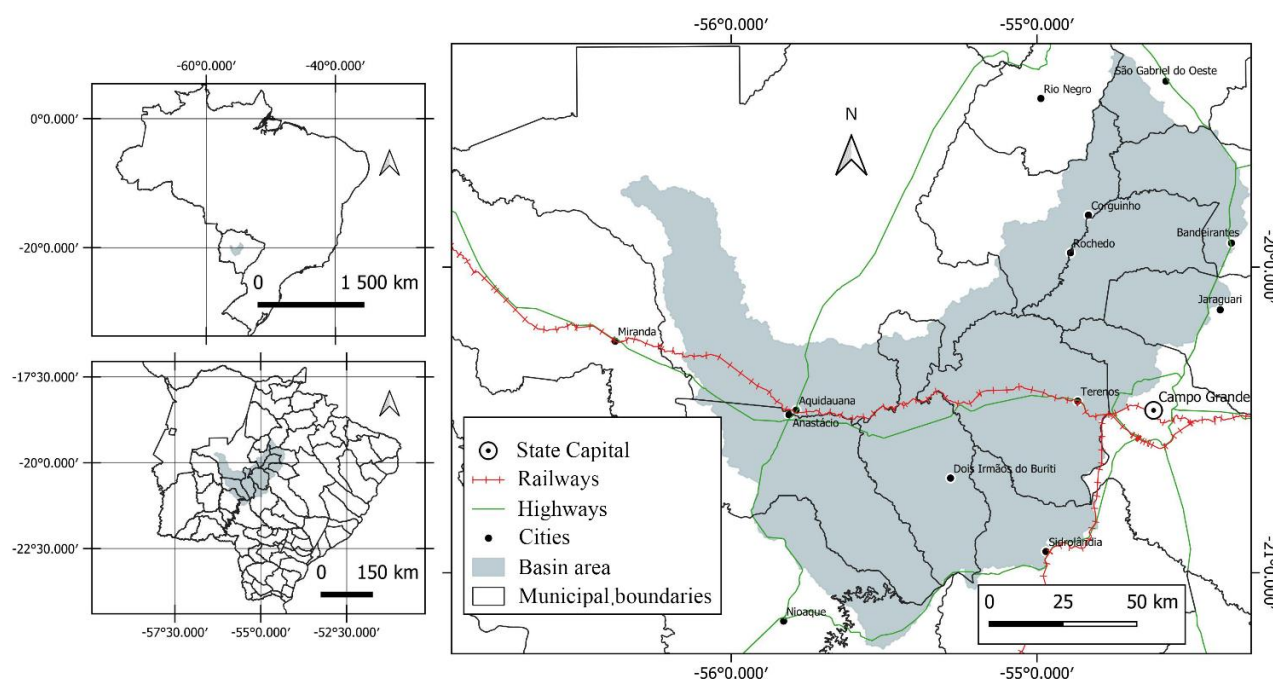 -60°0.000′ -40°0.000′
0°0.000′
-20°0.000′
0 1 500 km
-17°30.000′
-20°0.000′
-22°30.000′
0 150 km
-57°30.000′ -55°0.000′ -52°30.000′
-56°0.000′ -55°0.000′
São Gabriel do Oeste
Rio Negro
N
Corguinho
Bandeirantes
Rochedo
-20°0.000′
Jaraguari
Miranda
Terenos
Campo Grande
Aquidauana
Anastácio
Dois Irmãos do Buriti
Sidrolândia
Nioaque
-21°0.000′
State Capital
Railways
Highways
Cities
Basin area
Municipal boundaries
0 25 50 km
-56°0.000′ -55°0.000′